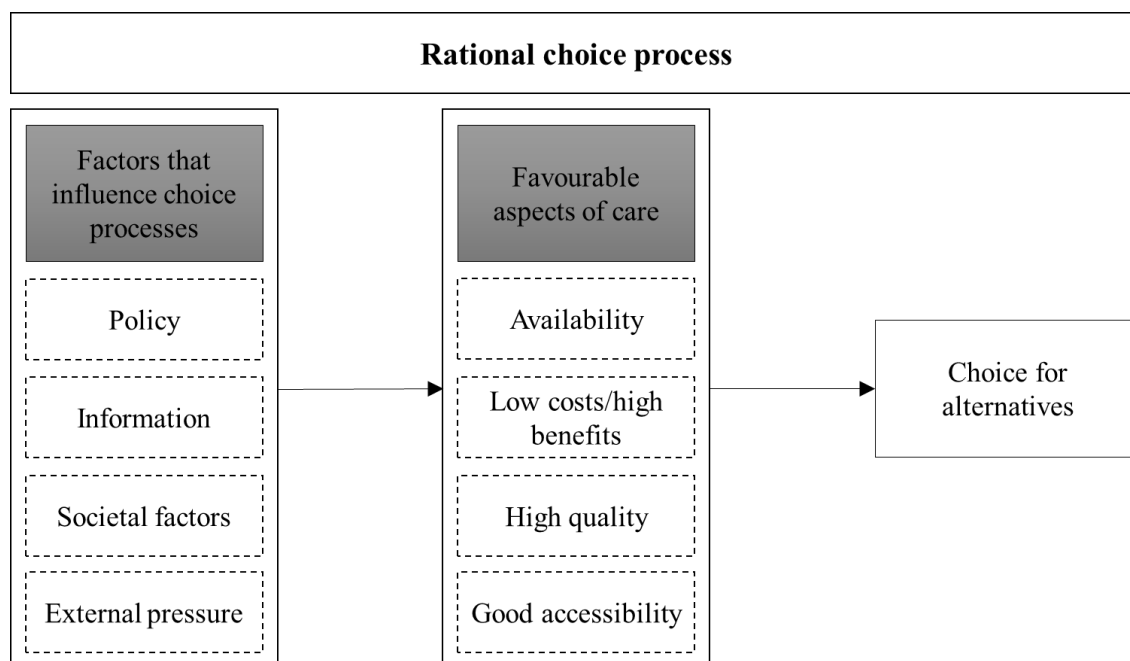 Rational choice process
Factors that
influence choice
processes
Policy
Information
Societal factors
External pressure
Favourable
aspects of care
Availability
Low costs/high
benefits
High quality
Good accessibility
Choice for
alternatives